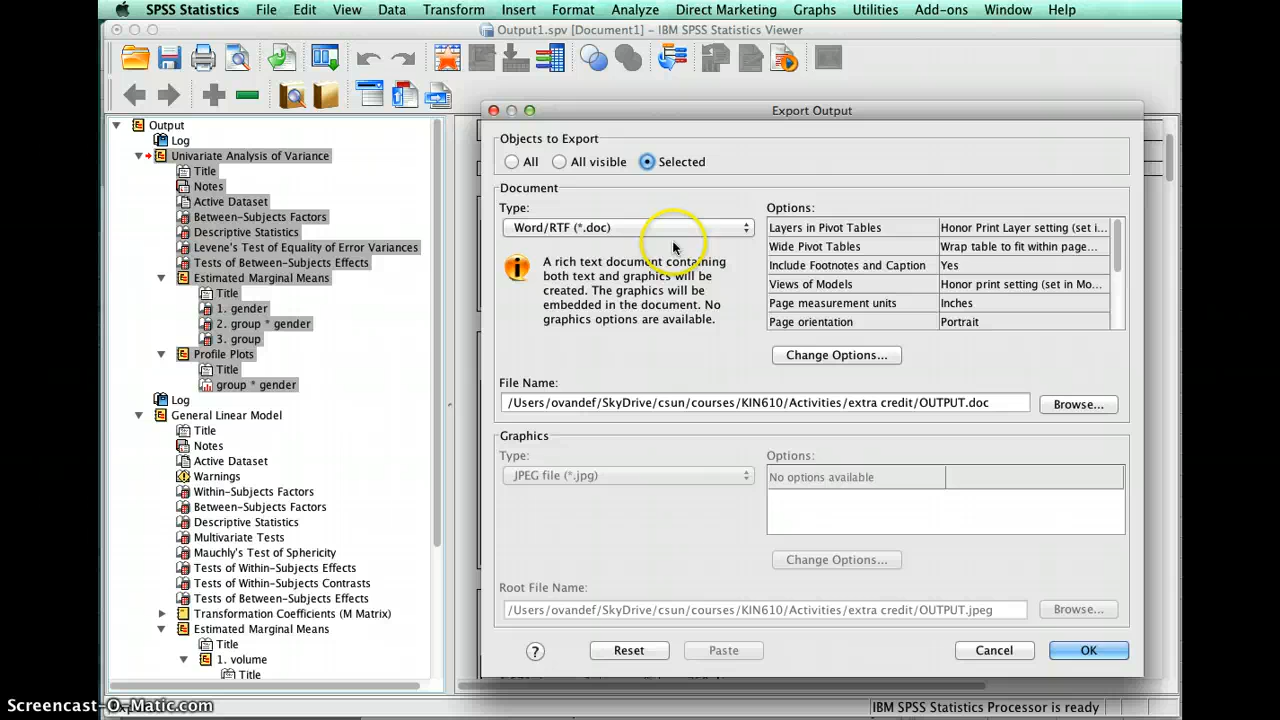 SPSS Statistics File Edit View Data Transform Insert Format Analyze Direct Marketing Graphs Utilities Add-ons Window Help
Output1.spv [Document1] – IBM SPSS Statistics Viewer
Output
Log
Univariate Analysis of Variance
Title
Notes
Active Dataset
Between-Subjects Factors
Descriptive Statistics
Levene's Test of Equality of Error Variances
Tests of Between-Subjects Effects
Estimated Marginal Means
Title
1. gender
2. group * gender
3. group
Profile Plots
Title
group * gender
Log
General Linear Model
Title
Notes
Active Dataset
Warnings
Within-Subjects Factors
Between-Subjects Factors
Descriptive Statistics
Multivariate Tests
Mauchly's Test of Sphericity
Tests of Within-Subjects Effects
Tests of Within-Subjects Contrasts
Tests of Between-Subjects Effects
Transformation Coefficients (M Matrix)
Estimated Marginal Means
Title
1. volume
Title
Export Output
Objects to Export
All All visible Selected
Document
Type:
Word/RTF (*.doc)
A rich text document containing
both text and graphics will be
created. The graphics will be
embedded in the document. No
graphics options are available.
Options:
Layers in Pivot Tables Honor Print Layer setting (set i...
Wide Pivot Tables Wrap table to fit within page...
Include Footnotes and Caption Yes
Views of Models Honor print setting (set in Mo...
Page measurement units Inches
Page orientation Portrait
Change Options...
File Name:
/Users/ovandef/SkyDrive/csun/courses/KIN610/Activities/extra credit/OUTPUT.doc Browse...
Graphics
Type:
JPEG file (*.jpg)
Options:
No options available
Change Options...
Root File Name:
/Users/ovandef/SkyDrive/csun/courses/KIN610/Activities/extra credit/OUTPUT.jpeg Browse...
? Reset Paste Cancel OK
Screencast-O-Matic.com
IBM SPSS Statistics Processor is ready